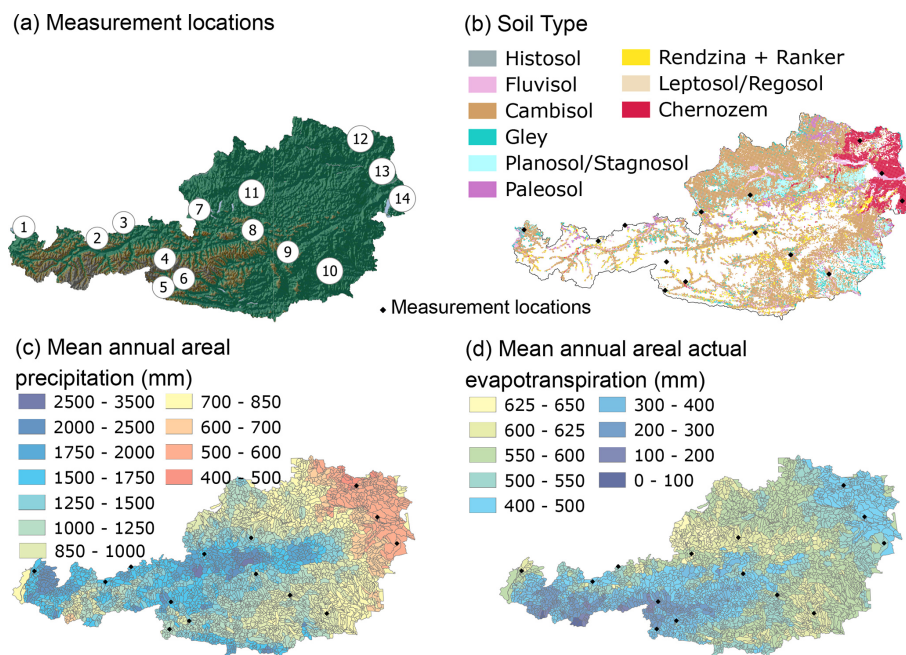 (a) Measurement locations
1
2
3
4
5
6
7
8
9
10
11
12
13
14
Measurement locations
(b) Soil Type
Histosol
Fluvisol
Cambisol
Gley
Planosol/Stagnosol
Paleosol
Rendzina + Ranker
Leptosol/Regosol
Chernozem
(c) Mean annual areal
precipitation (mm)
2500 - 3500
2000 - 2500
1750 - 2000
1500 - 1750
1250 - 1500
1000 - 1250
850 - 1000
700 - 850
600 - 700
500 - 600
400 - 500
(d) Mean annual areal actual
evapotranspiration (mm)
625 - 650
600 - 625
550 - 600
500 - 550
400 - 500
300 - 400
200 - 300
100 - 200
0 - 100